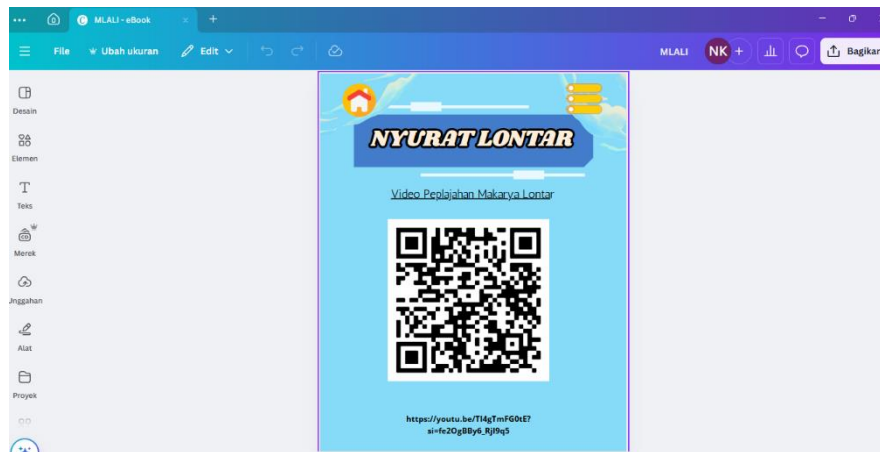 MLALI - eBook
File
Ubah ukuran
Edit
MLALI
NK
Bagikan
Desain
Elemen
Teks
Merek
Unggahan
Alat
Proyek
NYURAT LONTAR
Video Peplajahan Makarya Lontar
https://youtu.be/TI4gTmFG0tE?
si=fe2OgBBy6_RjI9q5